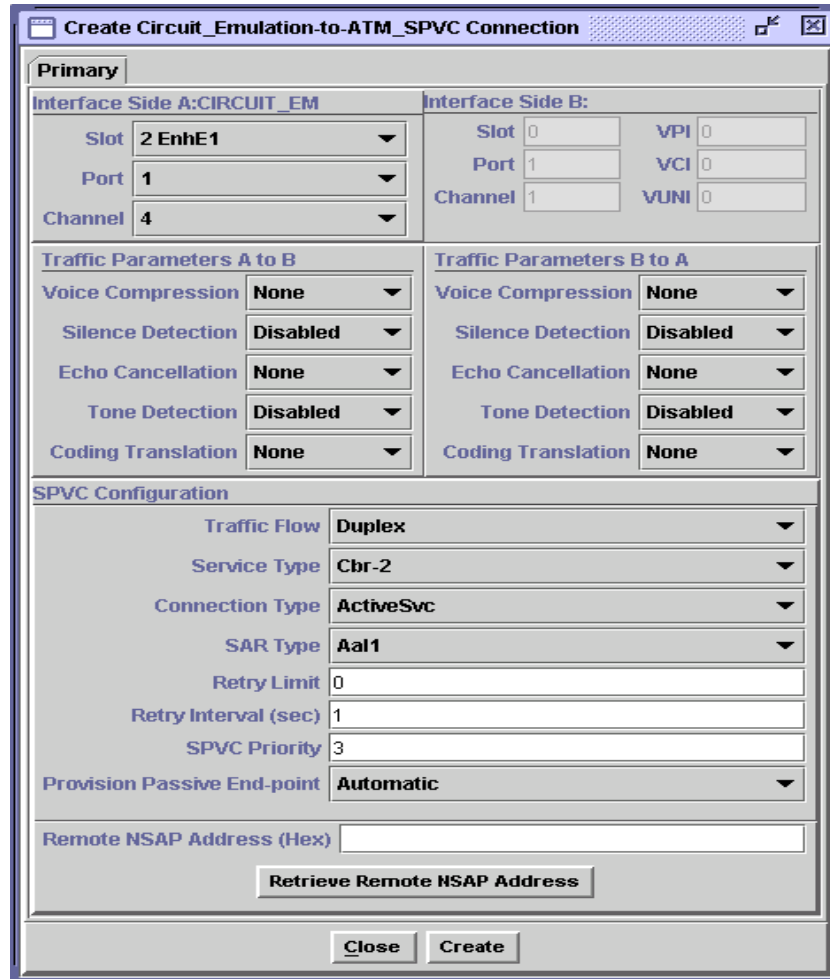 Create Circuit_Emulation-to-ATM_SPVC Connection
Primary
Interface Side A:CIRCUIT_EM
Slot 2 EnhE1
Port 1
Channel 4
Interface Side B:
Slot 0 VPI 0
Port 1 VCI 0
Channel 1 VUNI 0
Traffic Parameters A to B
Voice Compression None
Silence Detection Disabled
Echo Cancellation None
Tone Detection Disabled
Coding Translation None
Traffic Parameters B to A
Voice Compression None
Silence Detection Disabled
Echo Cancellation None
Tone Detection Disabled
Coding Translation None
SPVC Configuration
Traffic Flow Duplex
Service Type Cbr-2
Connection Type ActiveSvc
SAR Type Aal1
Retry Limit 0
Retry Interval (sec) 1
SPVC Priority 3
Provision Passive End-point Automatic
Remote NSAP Address (Hex)
Retrieve Remote NSAP Address
Close Create